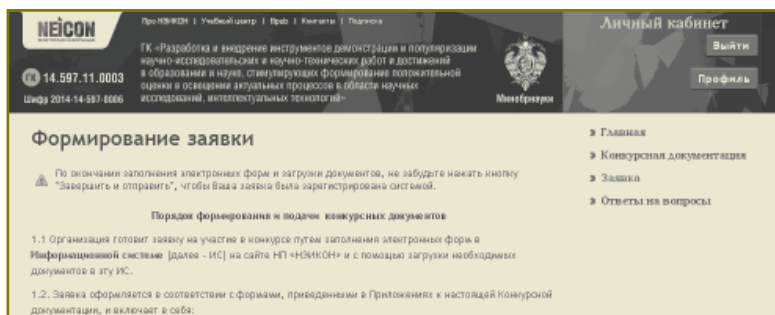 NEICON
Про НЭИКОН | Учебный центр | Вpeb | Контакты | Подписка
Личный кабинет
Выйти
Профиль
ГК «Разработка и внедрение инструментов демонстрации и популяризации
научно-исследовательских и научно-технических работ и достижений
в образовании и науке, стимулирующих формирование положительной
оценки в освещении актуальных процессов в области научных
исследований, интеллектуальных технологий»
ГК 14.597.11.0003
Шифр 2014-14-597-0006
Минобрнауки
Формирование заявки
По окончании заполнения электронных форм и загрузки документов, не забудьте нажать кнопку
"Завершить и отправить", чтобы Ваша заявка была зарегистрирована системой.
Порядок формирования и подачи конкурсных документов
1.1 Организация готовит заявку на участие в конкурсе путем заполнения электронных форм в
Информационной системе (далее - ИС) на сайте НП «НЭИКОН» и с помощью загрузки необходимых
документов в эту ИС.
1.2. Заявка оформляется в соответствии с формами, приведенными в Приложениях к настоящей Конкурсной
документации, и включает в себя:
» Главная
» Конкурсная документация
» Заявка
» Ответы на вопросы